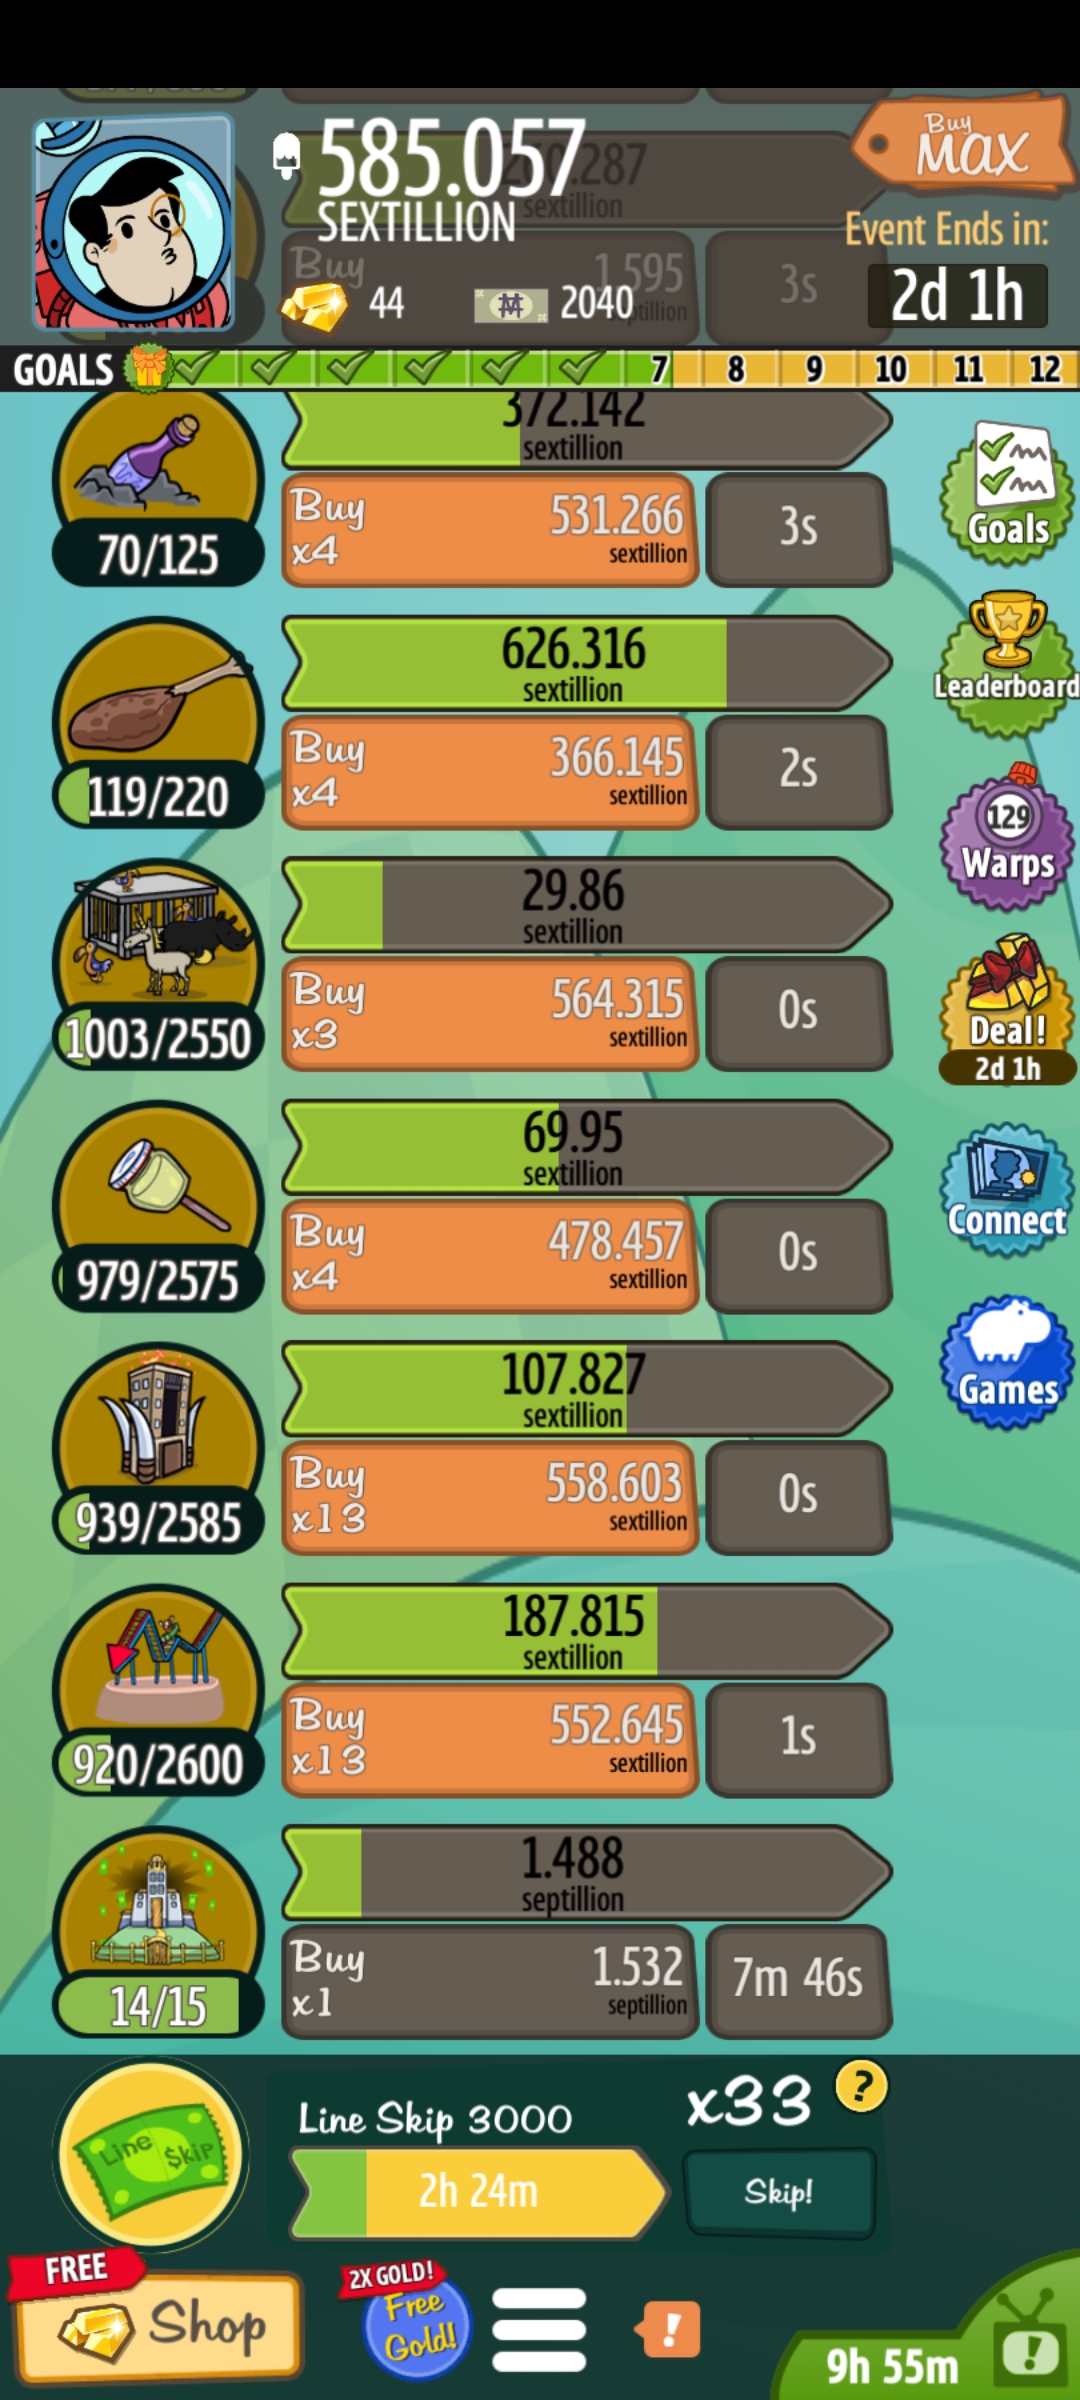 585.057
SEXTILLION
Buy
MAX
Event Ends in:
2d 1h
44
2040
.287
sextillion
Buy
1.595
3s
GOALS
7
8
9
10
11
12
372.142
sextillion
70/125
Buy
x4
531.266
sextillion
3s
Goals
626.316
sextillion
119/220
Buy
x4
366.145
sextillion
2s
Leaderboard
29.86
sextillion
1003/2550
Buy
x3
564.315
sextillion
0s
129
Warps
Deal!
2d 1h
69.95
sextillion
979/2575
Buy
x4
478.457
sextillion
0s
Connect
107.827
sextillion
939/2585
Buy
x13
558.603
sextillion
0s
Games
187.815
sextillion
920/2600
Buy
x13
552.645
sextillion
1s
1.488
septillion
14/15
Buy
x1
1.532
septillion
7m 46s
Line $kip
Line Skip 3000
x33
?
2h 24m
Skip!
FREE
Shop
2X GOLD!
Free
Gold!
!
9h 55m
!